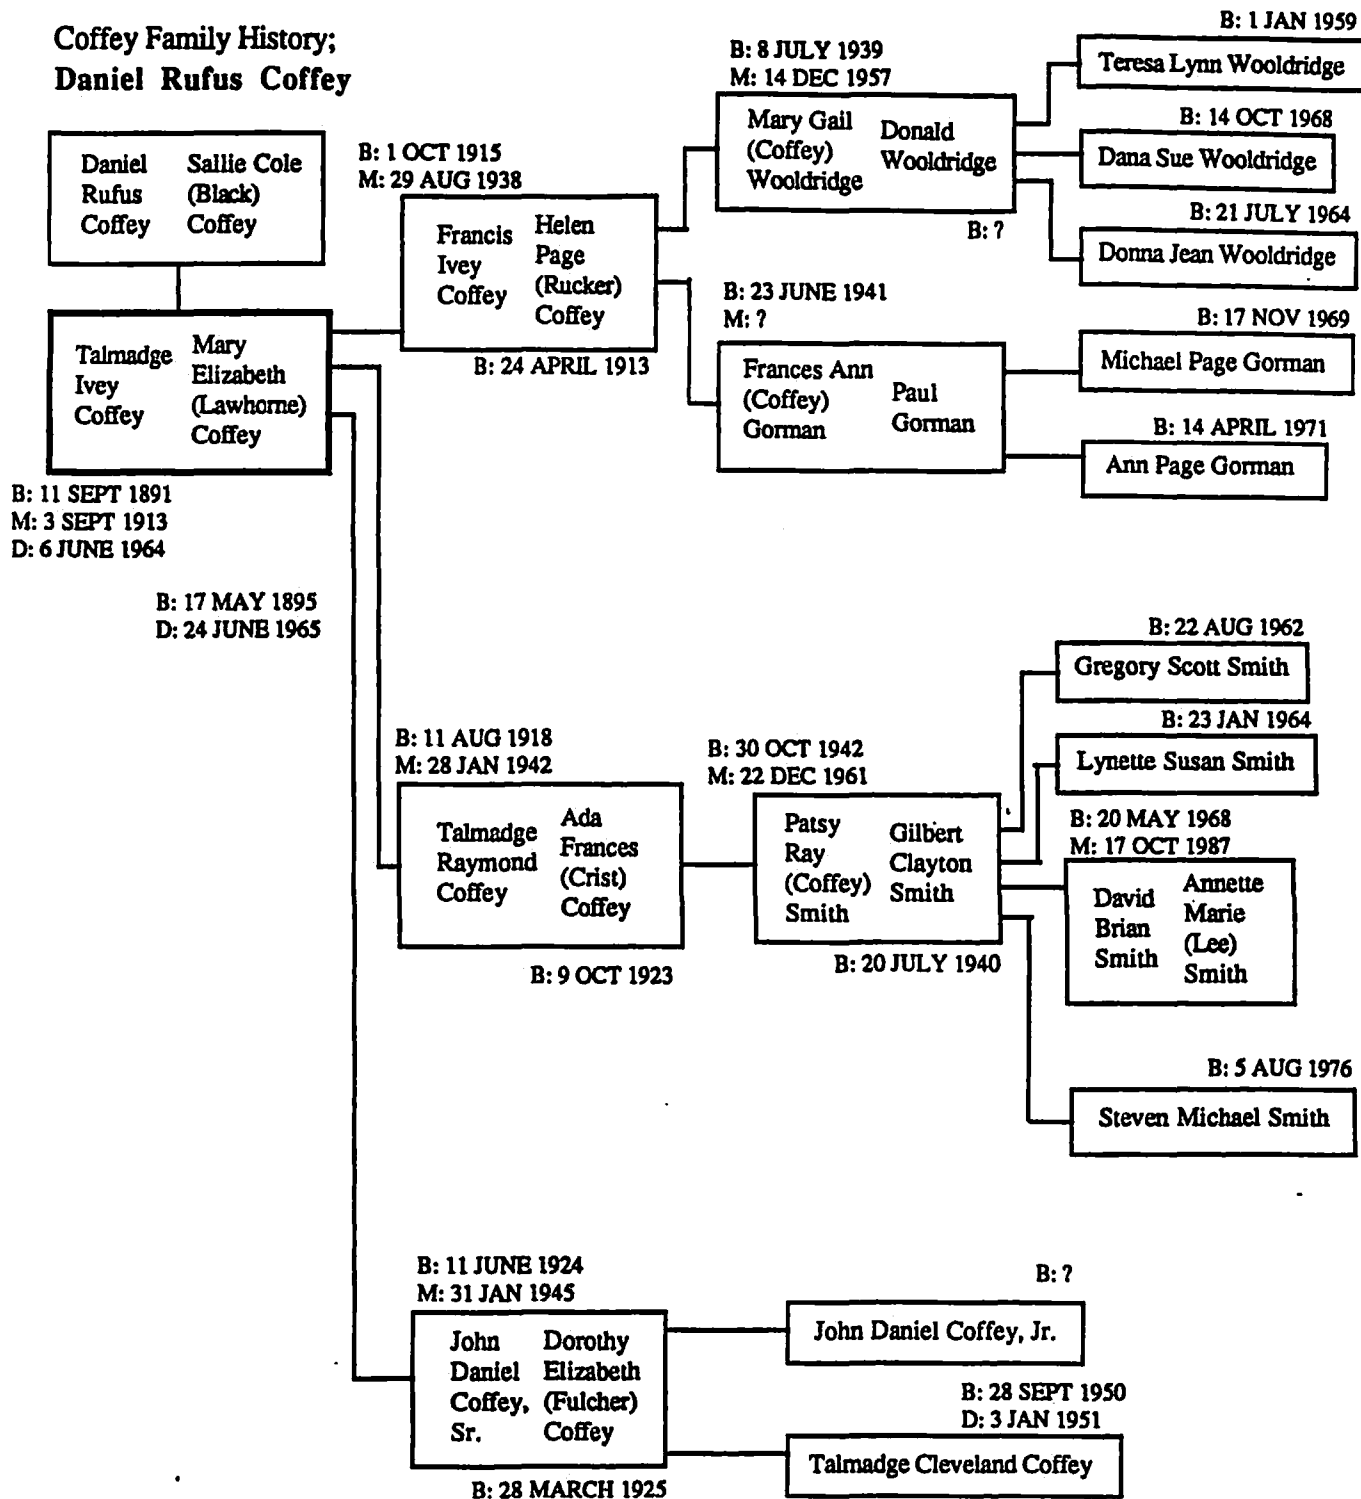 Coffey Family History;
Daniel Rufus Coffey
Daniel
Rufus
Coffey
Sallie Cole
(Black)
Coffey
Talmadge
Ivey
Coffey
Mary
Elizabeth
(Lawhorne)
Coffey
B: 11 SEPT 1891
M: 3 SEPT 1913
D: 6 JUNE 1964
B: 17 MAY 1895
D: 24 JUNE 1965
B: 1 OCT 1915
M: 29 AUG 1938
Francis
Ivey
Coffey
Helen
Page
(Rucker)
Coffey
B: 24 APRIL 1913
B: 8 JULY 1939
M: 14 DEC 1957
Mary Gail
(Coffey)
Wooldridge
Donald
Wooldridge
B: ?
B: 1 JAN 1959
Teresa Lynn Wooldridge
B: 14 OCT 1968
Dana Sue Wooldridge
B: 21 JULY 1964
Donna Jean Wooldridge
B: 23 JUNE 1941
M: ?
Frances Ann
(Coffey)
Gorman
Paul
Gorman
B: 17 NOV 1969
Michael Page Gorman
B: 14 APRIL 1971
Ann Page Gorman
B: 11 AUG 1918
M: 28 JAN 1942
Talmadge
Raymond
Coffey
Ada
Frances
(Crist)
Coffey
B: 9 OCT 1923
B: 30 OCT 1942
M: 22 DEC 1961
Patsy
Ray
(Coffey)
Smith
Gilbert
Clayton
Smith
B: 20 JULY 1940
B: 22 AUG 1962
Gregory Scott Smith
B: 23 JAN 1964
Lynette Susan Smith
B: 20 MAY 1968
M: 17 OCT 1987
David
Brian
Smith
Annette
Marie
(Lee)
Smith
B: 5 AUG 1976
Steven Michael Smith
B: 11 JUNE 1924
M: 31 JAN 1945
John
Daniel
Coffey,
Sr.
Dorothy
Elizabeth
(Fulcher)
Coffey
B: 28 MARCH 1925
B: ?
John Daniel Coffey, Jr.
B: 28 SEPT 1950
D: 3 JAN 1951
Talmadge Cleveland Coffey